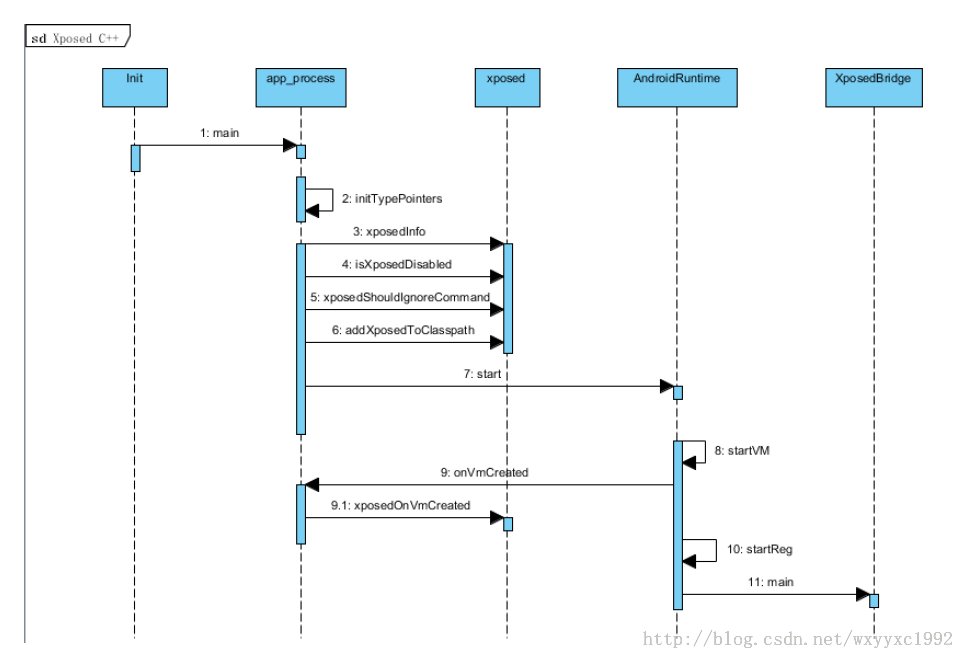 sd Xposed C++
Init
app_process
xposed
AndroidRuntime
XposedBridge
1: main
2: initTypePointers
3: xposedInfo
4: isXposedDisabled
5: xposedShouldIgnoreCommand
6: addXposedToClasspath
7: start
8: startVM
9: onVmCreated
9.1: xposedOnVmCreated
10: startReg
11: main
http://blog.csdn.net/wxyyxc1992